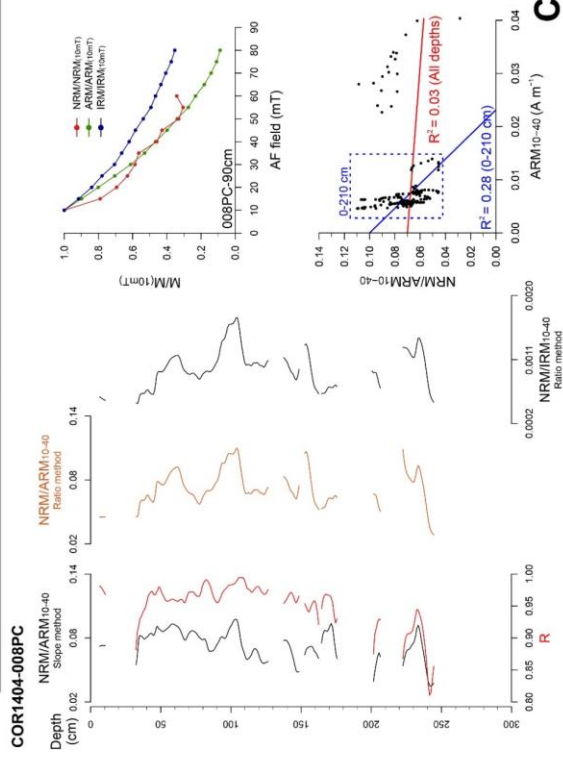 COR1404-008PC
Depth
(cm)
0
50
100
150
200
250
300
NRM/ARM10-40
Slope method
0.02 0.08 0.14
0.80 0.85 0.90 0.95 1.00
R
NRM/ARM10-40
Ratio method
0.02 0.08 0.14
0.0002 0.0011 0.0020
NRM/IRM10-40
Ratio method
M/M(10mT)
1.0
0.8
0.6
0.4
0.2
0.0
NRM/NRM(10mT)
ARM/ARM(10mT)
IRM/IRM(10mT)
008PC-90cm
0 10 20 30 40 50 60 70 80 90
AF field (mT)
NRM/ARM10-40
0.14
0.12
0.10
0.08
0.06
0.04
0.02
0.00
0-210 cm
R² = 0.03 (All depths)
R² = 0.28 (0-210 cm)
0.00 0.01 0.02 0.03 0.04
ARM10-40 (A m⁻¹)
C